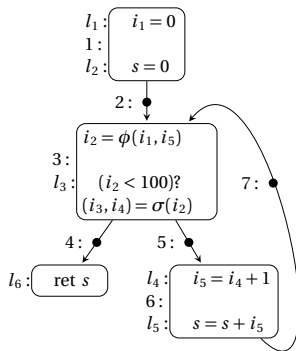 l₁: i₁ = 0
1:
l₂: s = 0
2:
i₂ = ϕ(i₁, i₅)
3:
l₃: (i₂ < 100)?
7:
(i₃, i₄) = σ(i₂)
4: 5:
l₆: ret s
l₄: i₅ = i₄ + 1
6:
l₅: s = s + i₅